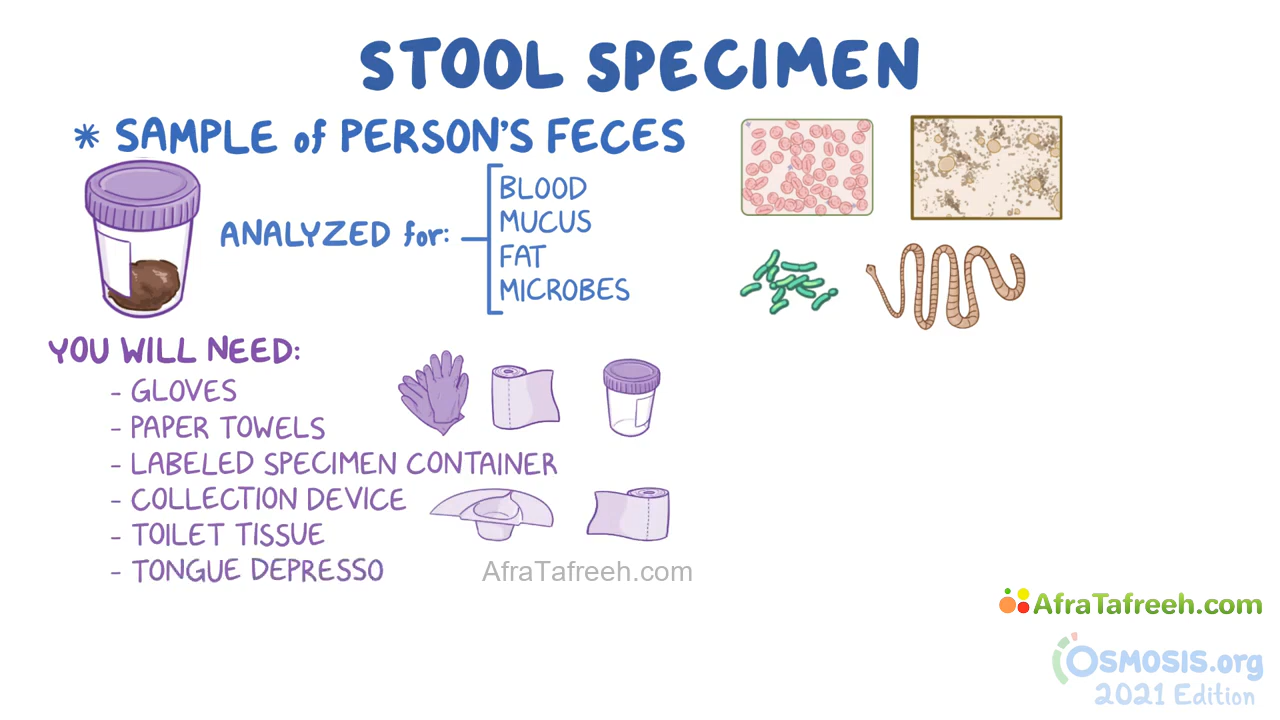 STOOL SPECIMEN
* SAMPLE of PERSON'S FECES
ANALYZED for:
BLOOD
MUCUS
FAT
MICROBES
YOU WILL NEED:
- GLOVES
- PAPER TOWELS
- LABELED SPECIMEN CONTAINER
- COLLECTION DEVICE
- TOILET TISSUE
- TONGUE DEPRESSO
AfraTafreeh.com
AfraTafreeh.com
OSMOSIS.org
2021 Edition